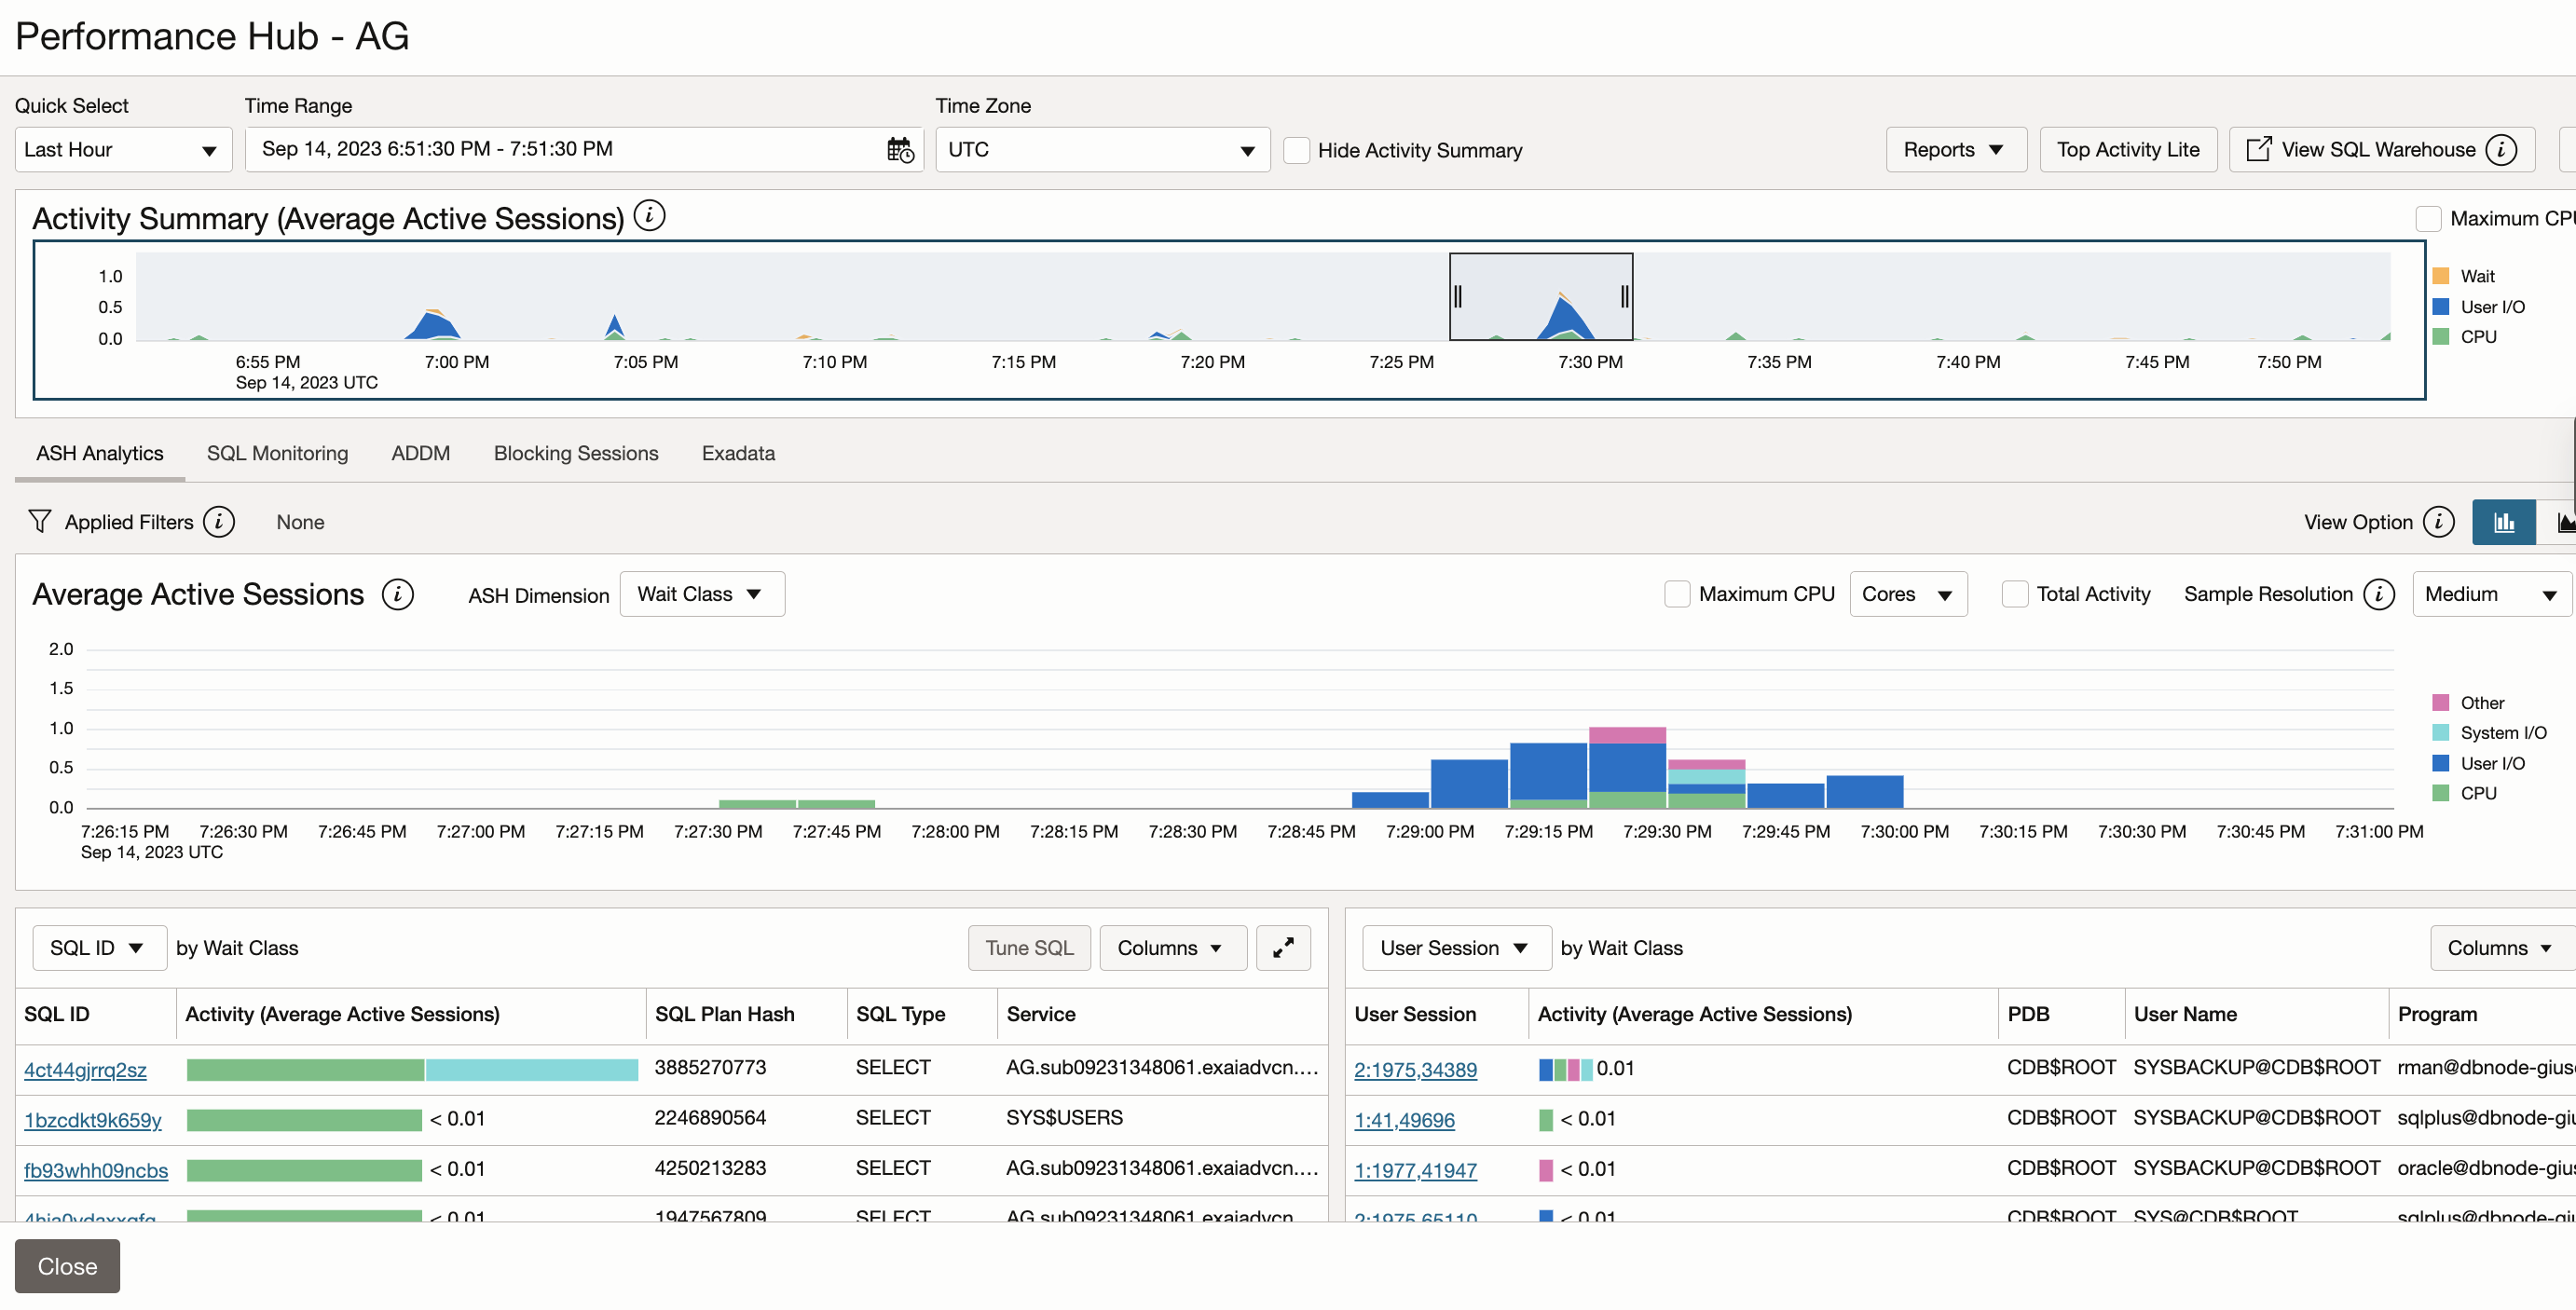 Performance Hub - AG
Quick Select
Time Range
Time Zone
Last Hour
Sep 14, 2023 6:51:30 PM - 7:51:30 PM
UTC
Hide Activity Summary
Reports
Top Activity Lite
View SQL Warehouse
Activity Summary (Average Active Sessions)
Maximum CPU
1.0
0.5
0.0
6:55 PM 7:00 PM 7:05 PM 7:10 PM 7:15 PM 7:20 PM 7:25 PM 7:30 PM 7:35 PM 7:40 PM 7:45 PM 7:50 PM
Sep 14, 2023 UTC
Wait
User I/O
CPU
ASH Analytics SQL Monitoring ADDM Blocking Sessions Exadata
Applied Filters None
View Option
Average Active Sessions
ASH Dimension
Wait Class
Maximum CPU
Cores
Total Activity
Sample Resolution
Medium
2.0
1.5
1.0
0.5
0.0
7:26:15 PM 7:26:30 PM 7:26:45 PM 7:27:00 PM 7:27:15 PM 7:27:30 PM 7:27:45 PM 7:28:00 PM 7:28:15 PM 7:28:30 PM 7:28:45 PM 7:29:00 PM 7:29:15 PM 7:29:30 PM 7:29:45 PM 7:30:00 PM 7:30:15 PM 7:30:30 PM 7:30:45 PM 7:31:00 PM
Sep 14, 2023 UTC
Other
System I/O
User I/O
CPU
SQL ID by Wait Class
Tune SQL
Columns
SQL ID Activity (Average Active Sessions) SQL Plan Hash SQL Type Service
4ct44gjrrq2sz 3885270773 SELECT AG.sub09231348061.exaiadvcn....
1bzcdkt9k659y < 0.01 2246890564 SELECT SYS$USERS
fb93whh09ncbs < 0.01 4250213283 SELECT AG.sub09231348061.exaiadvcn....
< 0.01 1947567809 SELECT AG.sub09231348061.exaiadvcn
User Session by Wait Class
Columns
User Session Activity (Average Active Sessions) PDB User Name Program
2:1975,34389 0.01 CDB$ROOT SYSBACKUP@CDB$ROOT rman@dbnode-gius
1:41,49696 < 0.01 CDB$ROOT SYSBACKUP@CDB$ROOT sqlplus@dbnode-giu
1:1977,41947 < 0.01 CDB$ROOT SYSBACKUP@CDB$ROOT oracle@dbnode-gius
2:1975,65110 < 0.01 CDB$ROOT SYS@CDB$ROOT sqlplus@dbnode-giu
Close